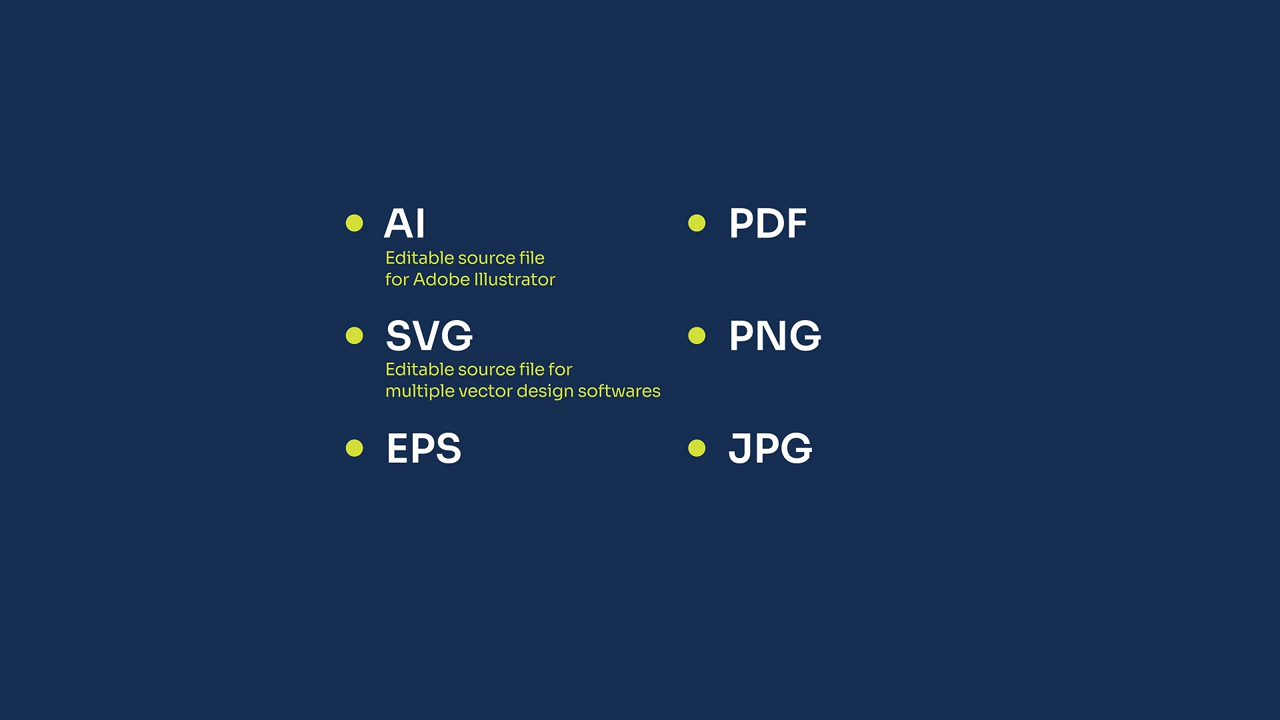 AI
Editable source file
for Adobe Illustrator
SVG
Editable source file for
multiple vector design softwares
EPS
PDF
PNG
JPG